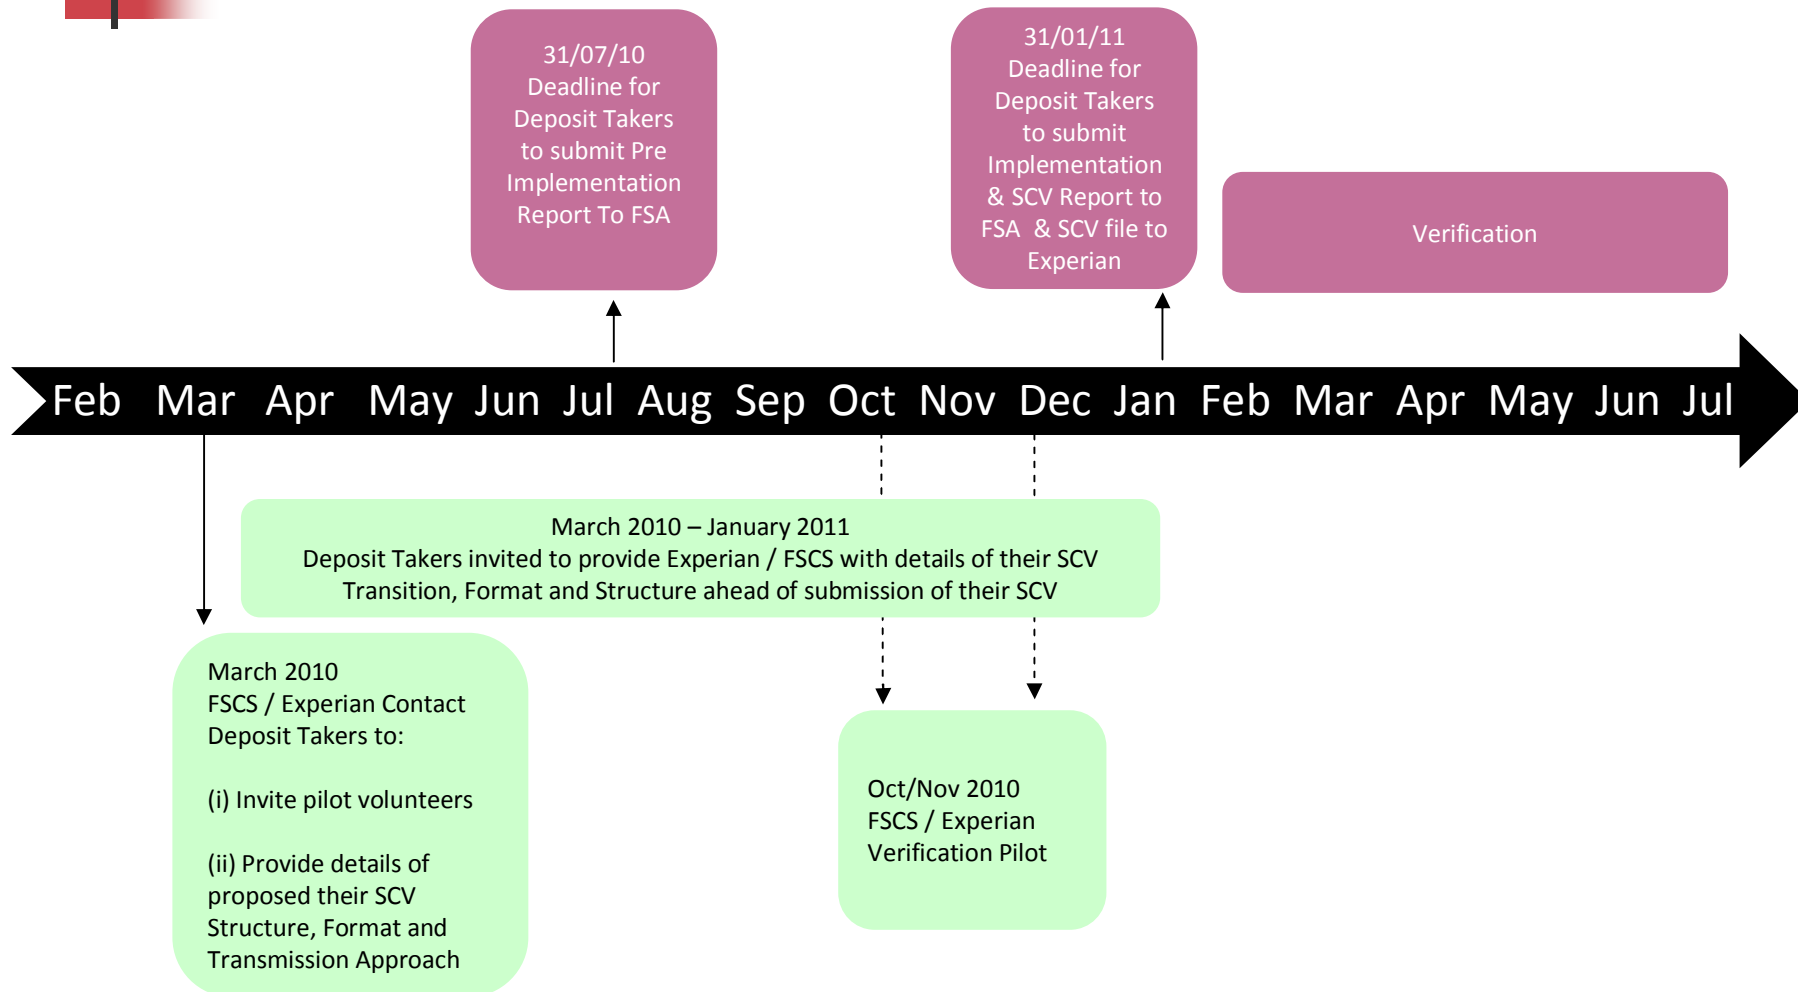 31/07/10
Deadline for
Deposit Takers
to submit Pre
Implementation
Report To FSA
31/01/11
Deadline for
Deposit Takers
to submit
Implementation
& SCV Report to
FSA & SCV file to
Experian
Verification
Feb Mar Apr May Jun Jul Aug Sep Oct Nov Dec Jan Feb Mar Apr May Jun Jul
March 2010 – January 2011
Deposit Takers invited to provide Experian / FSCS with details of their SCV
Transition, Format and Structure ahead of submission of their SCV
March 2010
FSCS / Experian Contact
Deposit Takers to:
(i) Invite pilot volunteers
(ii) Provide details of
proposed their SCV
Structure, Format and
Transmission Approach
Oct/Nov 2010
FSCS / Experian
Verification Pilot